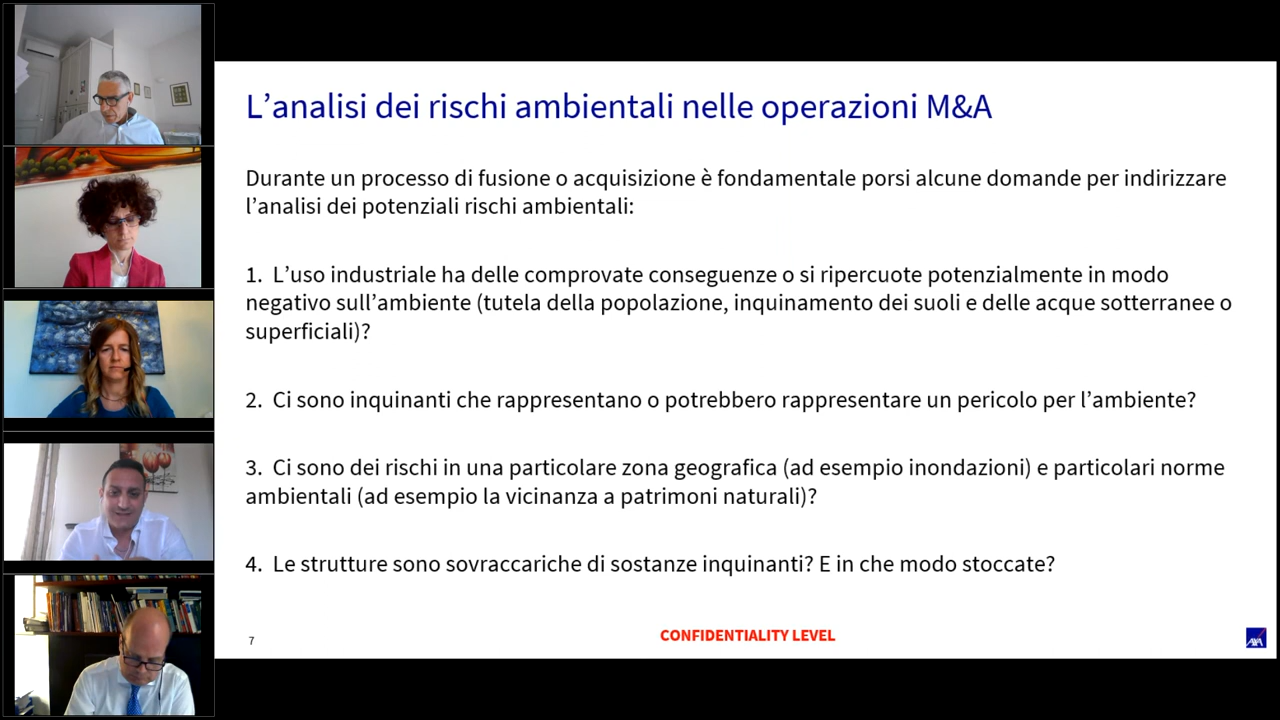 L’analisi dei rischi ambientali nelle operazioni M&A
Durante un processo di fusione o acquisizione è fondamentale porsi alcune domande per indirizzare
l’analisi dei potenziali rischi ambientali:
1. L’uso industriale ha delle comprovate conseguenze o si ripercuote potenzialmente in modo
negativo sull’ambiente (tutela della popolazione, inquinamento dei suoli e delle acque sotterranee o
superficiali)?
2. Ci sono inquinanti che rappresentano o potrebbero rappresentare un pericolo per l’ambiente?
3. Ci sono dei rischi in una particolare zona geografica (ad esempio inondazioni) e particolari norme
ambientali (ad esempio la vicinanza a patrimoni naturali)?
4. Le strutture sono sovraccariche di sostanze inquinanti? E in che modo stoccate?
7
CONFIDENTIALITY LEVEL
AXA